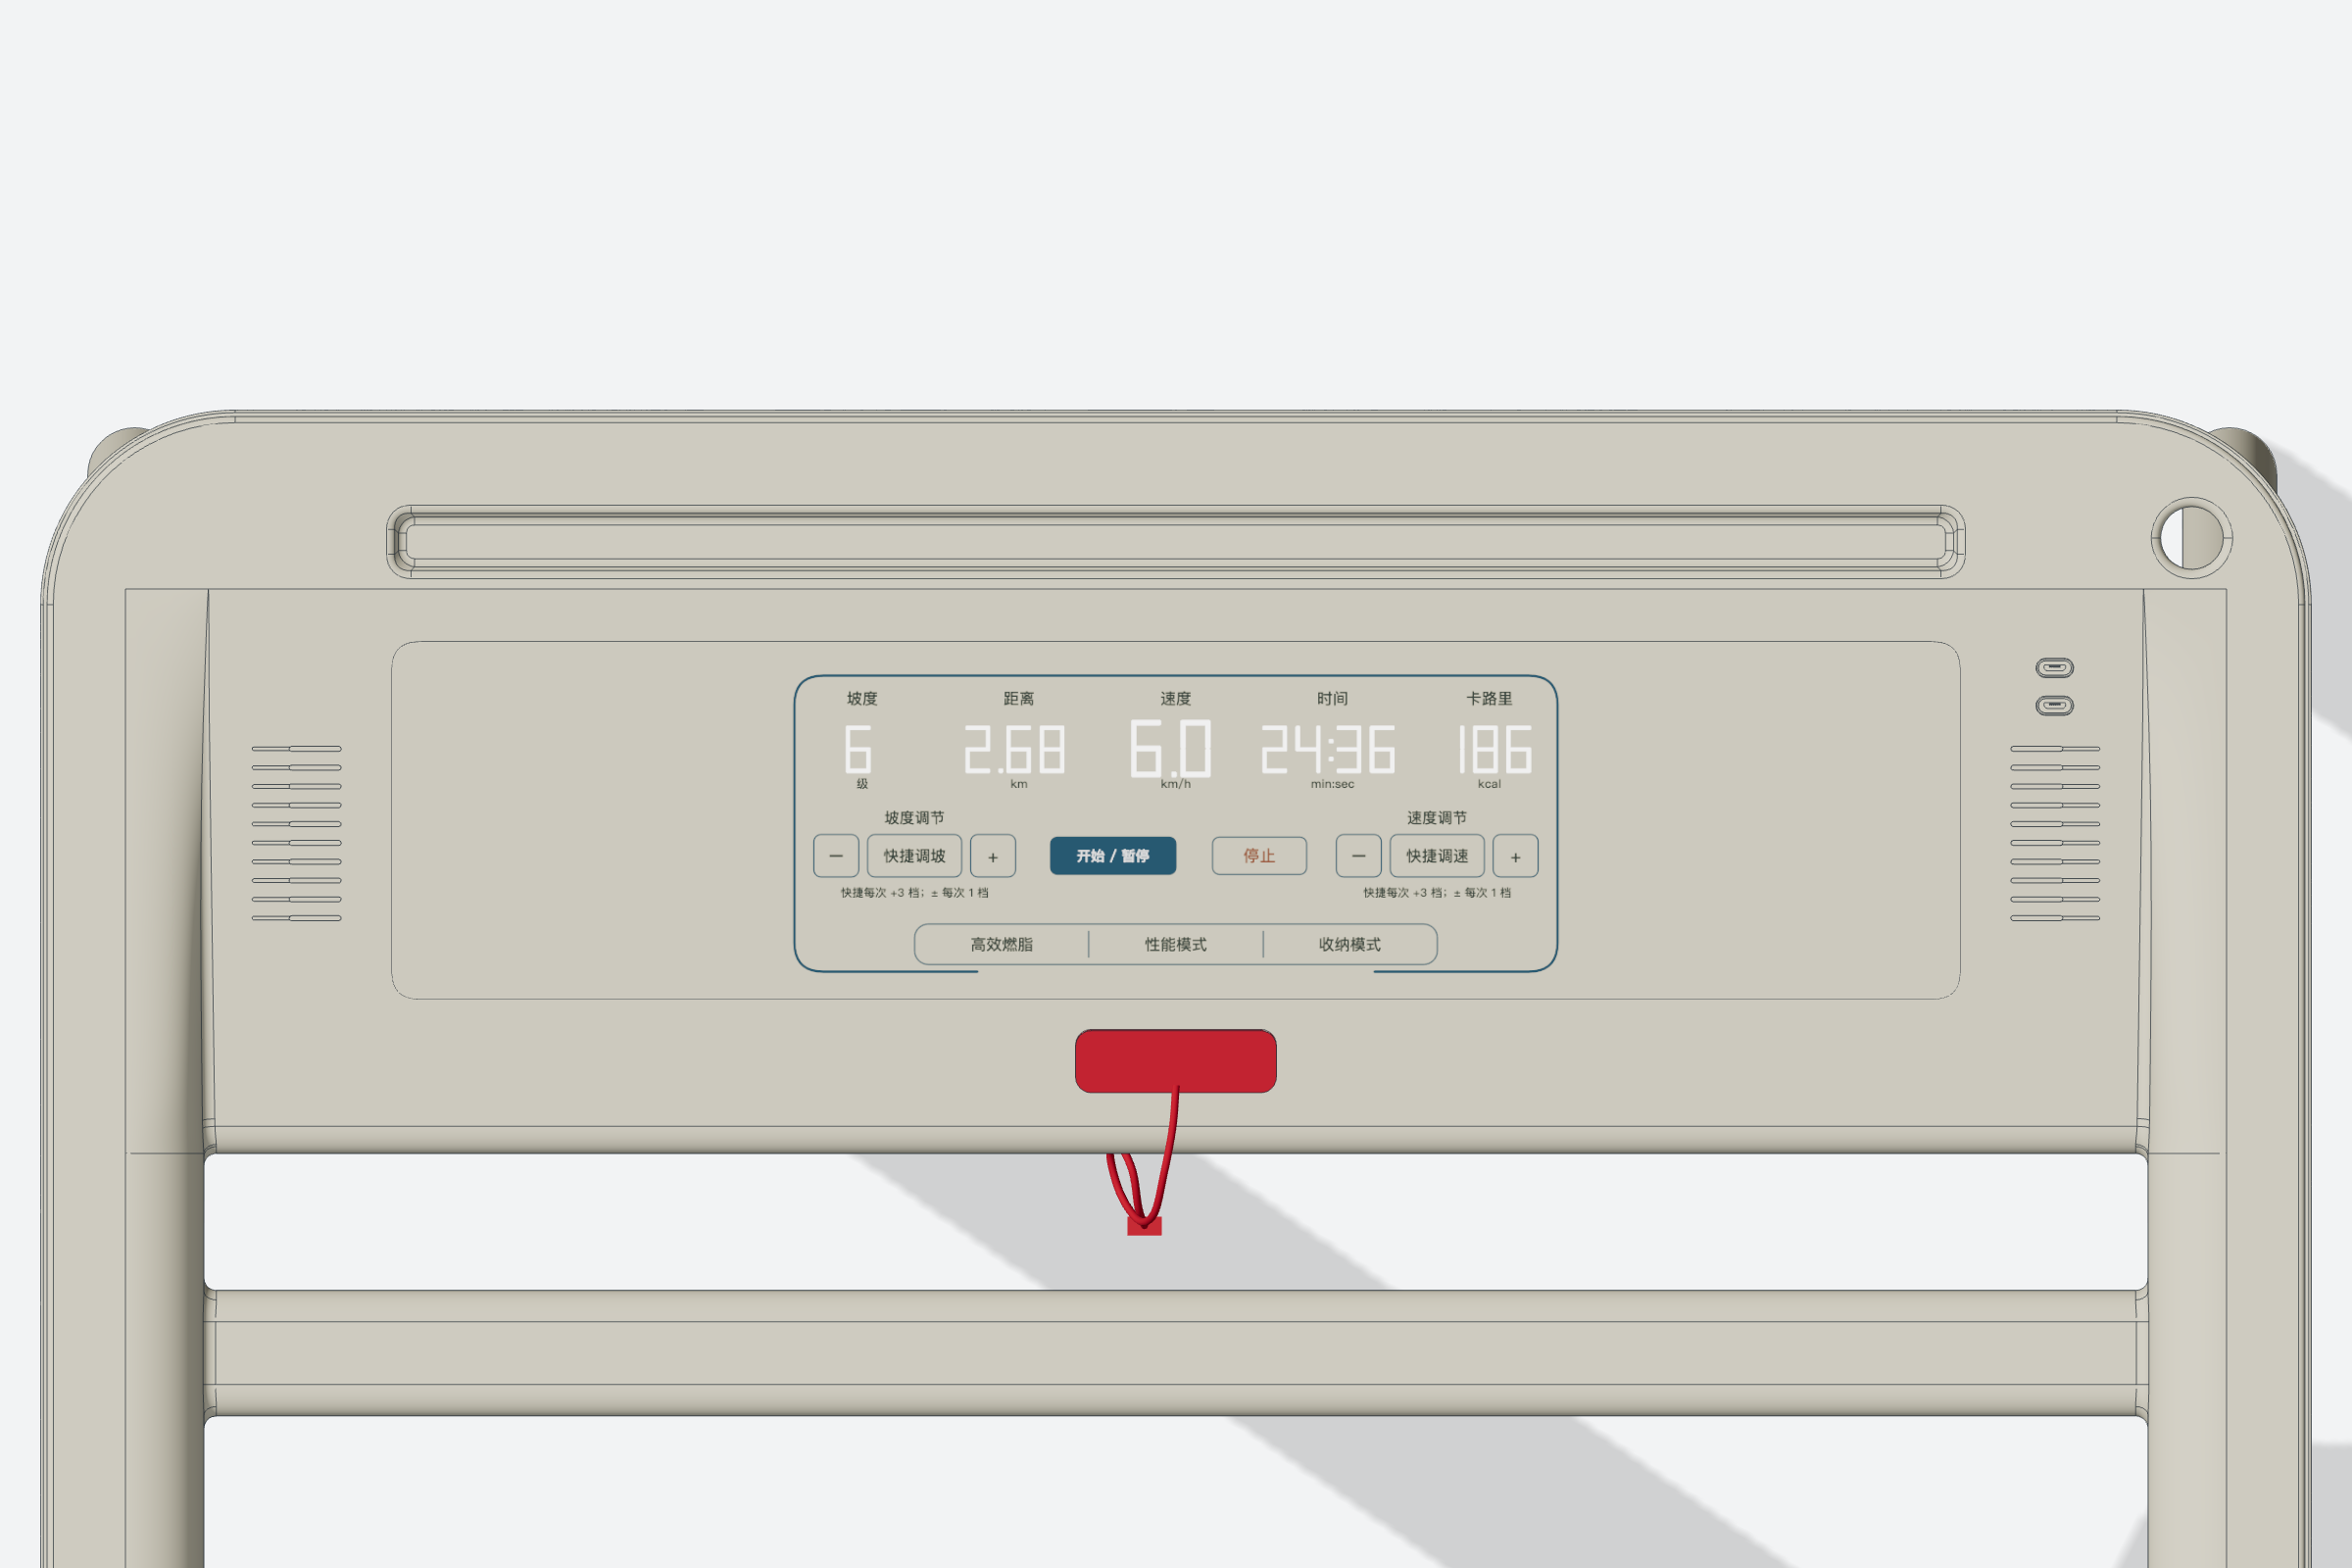 坡度 距离 速度 时间 卡路里
6 2.68 6.0 24:36 186
级 km km/h min:sec kcal
坡度调节 速度调节
— 快捷调坡 + 开始 / 暂停 停止 — 快捷调速 +
快捷每次 +3 档；± 每次 1 档 快捷每次 +3 档；± 每次 1 档
高效燃脂 性能模式 收纳模式